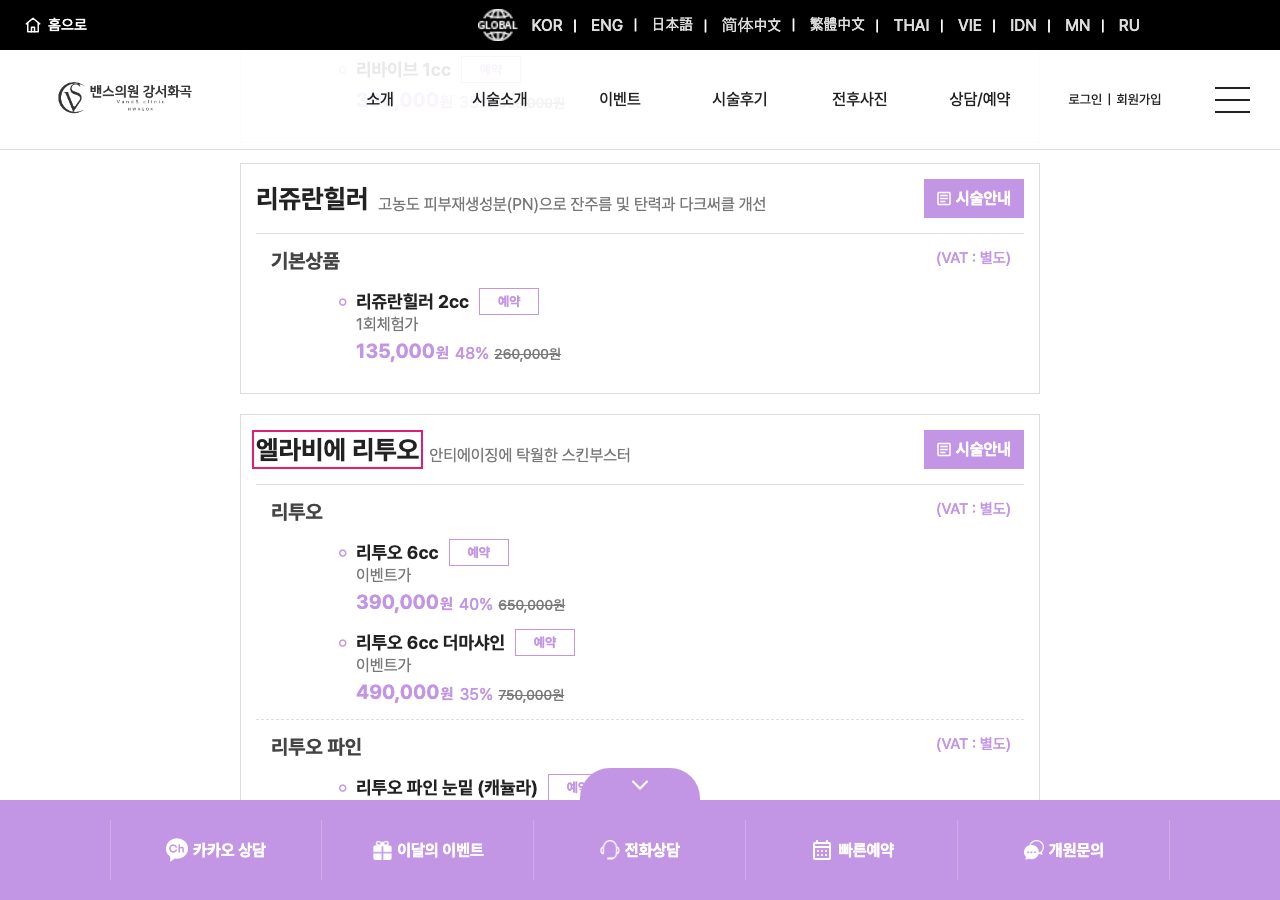 홈으로
GLOBAL KOR | ENG | 日本語 | 简体中文 | 繁體中文 | THAI | VIE | IDN | MN | RU
리바이브 1cc 예약
밴스의원 강서화곡
VandS clinic
HWAGOK
소개 시술소개 이벤트 시술후기 전후사진 상담/예약 로그인 | 회원가입
리쥬란힐러 고농도 피부재생성분(PN)으로 잔주름 및 탄력과 다크써클 개선 시술안내
기본상품 (VAT : 별도)
리쥬란힐러 2cc 예약
1회체험가
135,000원 48% 260,000원
엘라비에 리투오 안티에이징에 탁월한 스킨부스터 시술안내
리투오 (VAT : 별도)
리투오 6cc 예약
이벤트가
390,000원 40% 650,000원
리투오 6cc 더마샤인 예약
이벤트가
490,000원 35% 750,000원
리투오 파인 (VAT : 별도)
리투오 파인 눈밑 (캐뉼라)
Ch 카카오 상담 이달의 이벤트 전화상담 빠른예약 개원문의